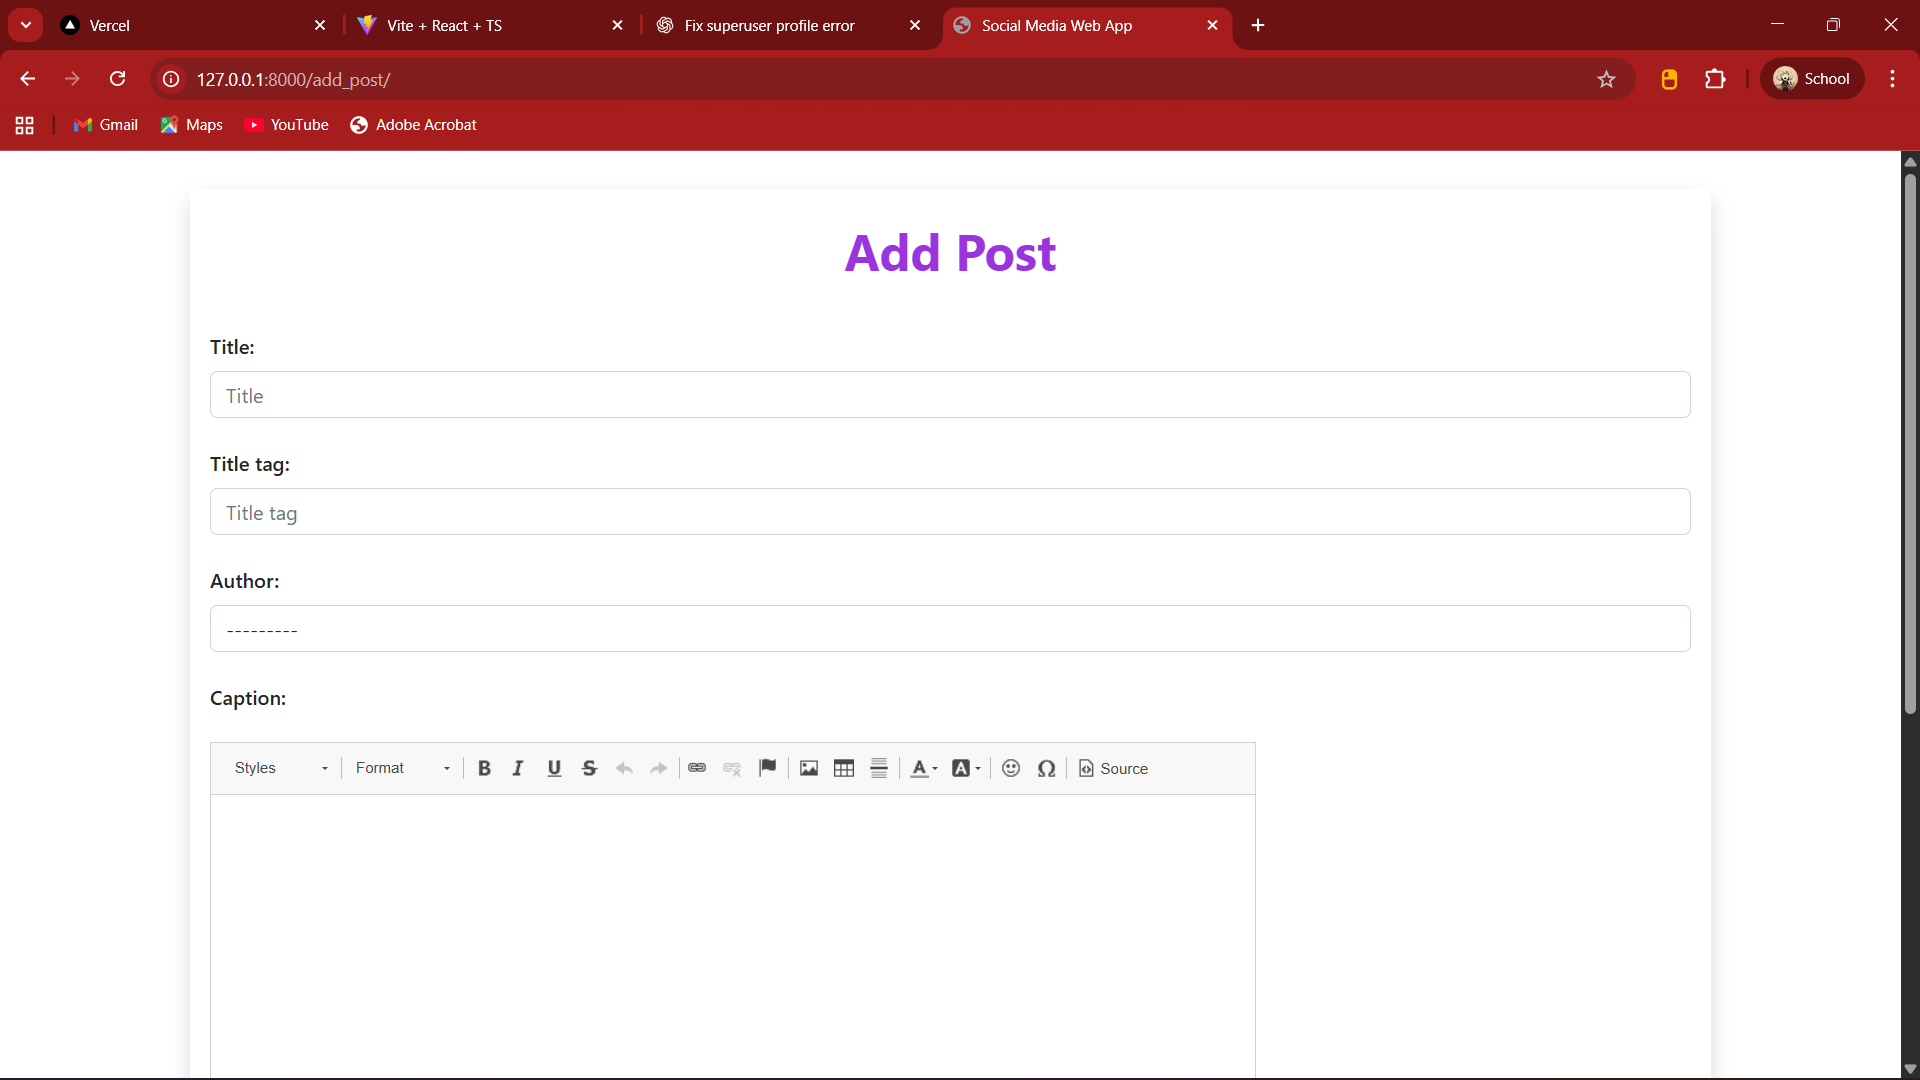 Vercel
Vite + React + TS
Fix superuser profile error
Social Media Web App
127.0.0.1:8000/add_post/
School
Gmail
Maps
YouTube
Adobe Acrobat
Add Post
Title:
Title
Title tag:
Title tag
Author:
---------
Caption:
Styles
Format
B I U S
A
A
Ω
Source